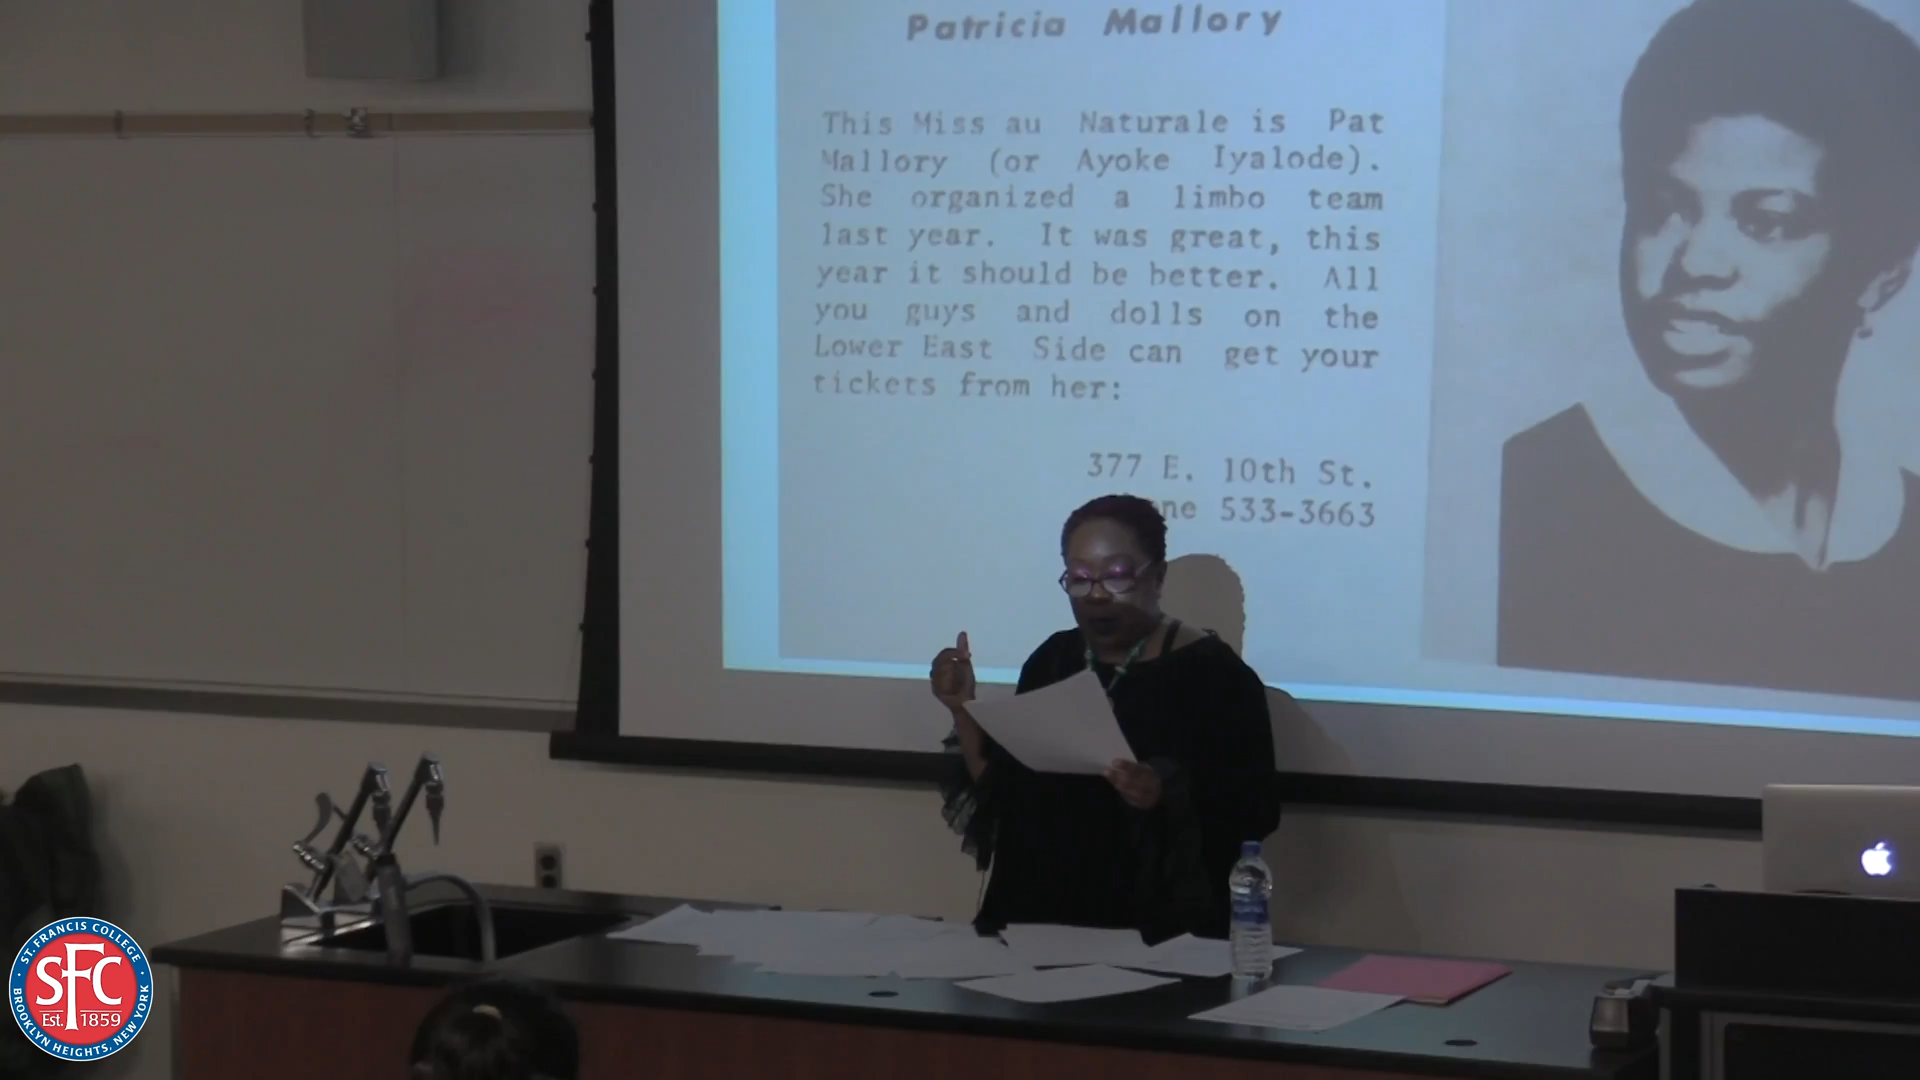 Patricia Mallory
This Miss au Naturale is Pat
Mallory (or Ayoke Iyalode).
She organized a limbo team
last year. It was great, this
year it should be better. All
you guys and dolls on the
Lower East Side can get your
tickets from her:
377 E. 10th St.
ne 533-3663
ST. FRANCIS COLLEGE
SFC
Est. 1859
BROOKLYN HEIGHTS, NEW YORK